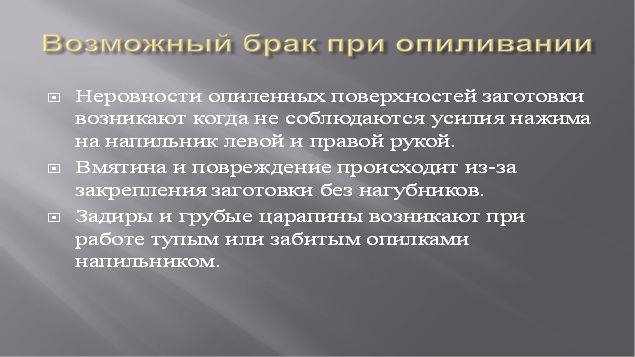 Возможный брак при опиливании
Неровности опиленных поверхностей заготовки
возникают когда не соблюдаются усилия нажима
на напильник левой и правой рукой.
Вмятина и повреждение происходит из-за
закрепления заготовки без нагубников.
Задиры и грубые царапины возникают при
работе тупым или забитым опилками
напильником.